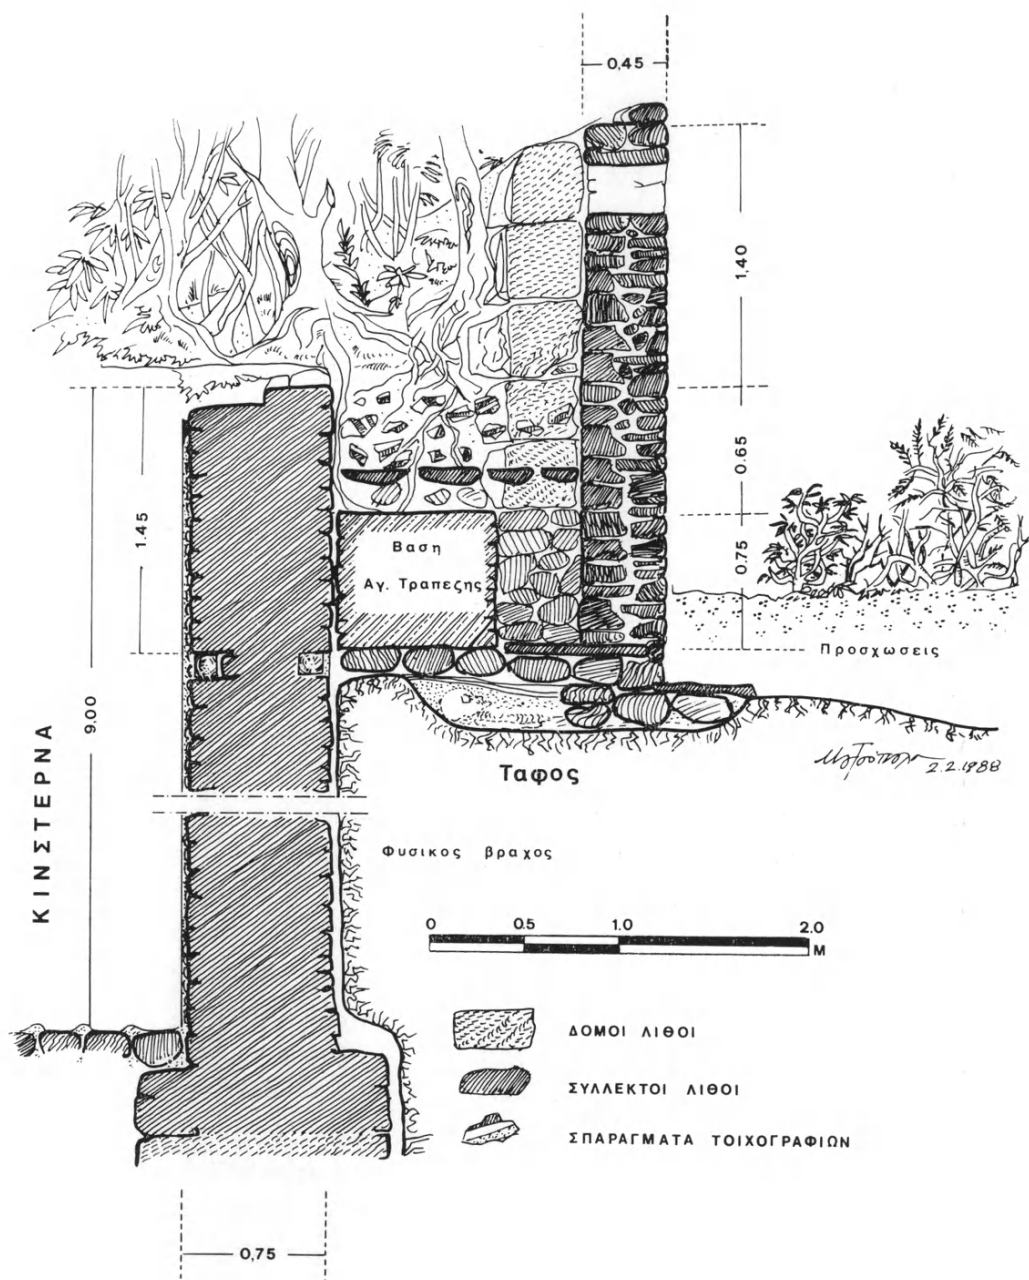 0,45
1,40
0.65
0.75
1.45
9.00
ΚΙΝΣΤΕΡΝΑ
Βαση
Αγ. Τραπεζης
Προσχωσεις
Ταφος
2.2.1988
Φυσικος βραχος
0 0.5 1.0 2.0
Μ
ΔΟΜΟΙ ΛΙΘΟΙ
ΣΥΛΛΕΚΤΟΙ ΛΙΘΟΙ
ΣΠΑΡΑΓΜΑΤΑ ΤΟΙΧΟΓΡΑΦΙΩΝ
0,75